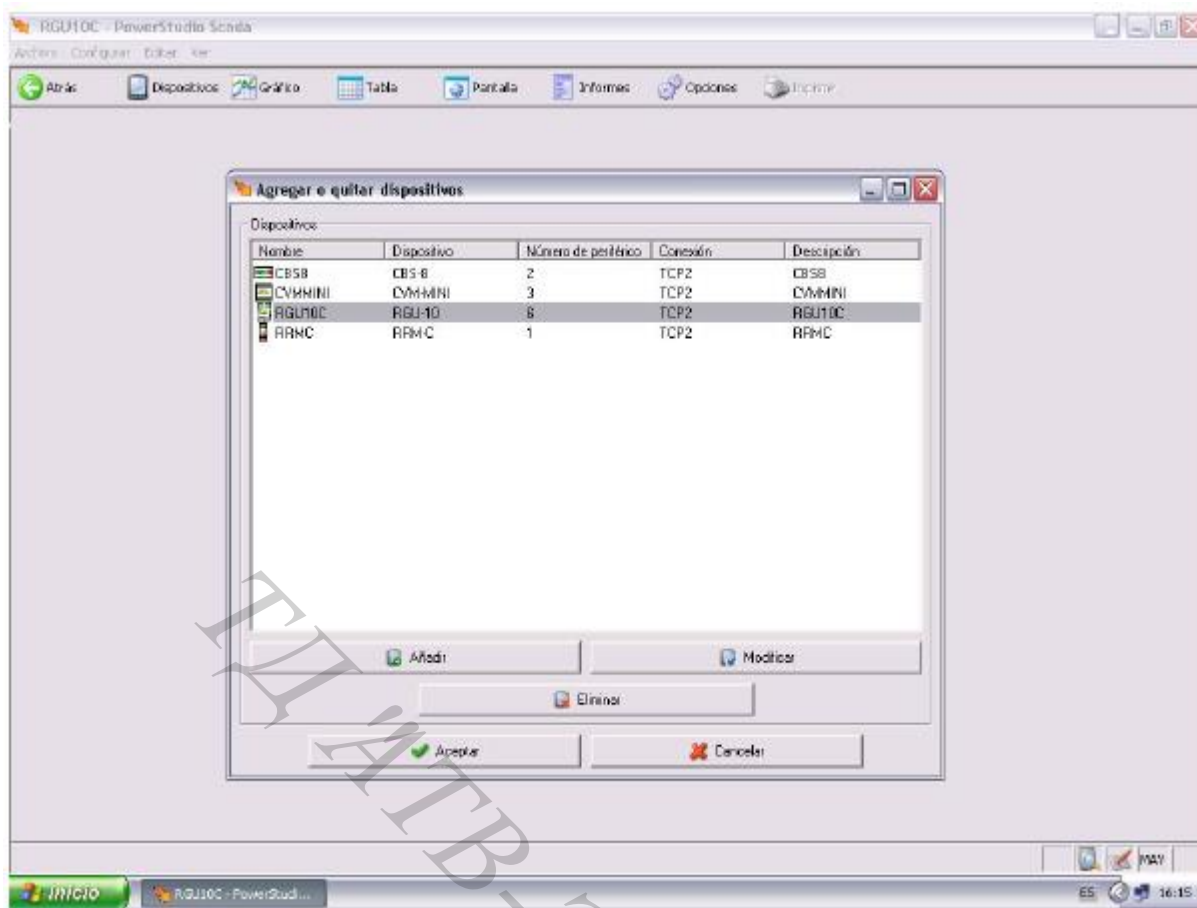 RGU10C - PowerStudio Scada
Archivo Configurar Editar Ver
Atrás Dispositivos Gráfico Tabla Pantalla Informes Opciones Imprimir
Agregar o quitar dispositivos
Dispositivos
Nombre Dispositivo Número de periférico Conexión Descripción
CBS8 CBS-8 2 TCP2 CBS8
CVMMINI CVM-MINI 3 TCP2 CVMMINI
RGU10C RGU-10 6 TCP2 RGU10C
RRMC RRM-C 1 TCP2 RRMC
Añadir Modificar
Eliminar
Aceptar Cancelar
ТД "АТВ-
MAY
Inicio RGU10C - PowerStudi... ES 16:15